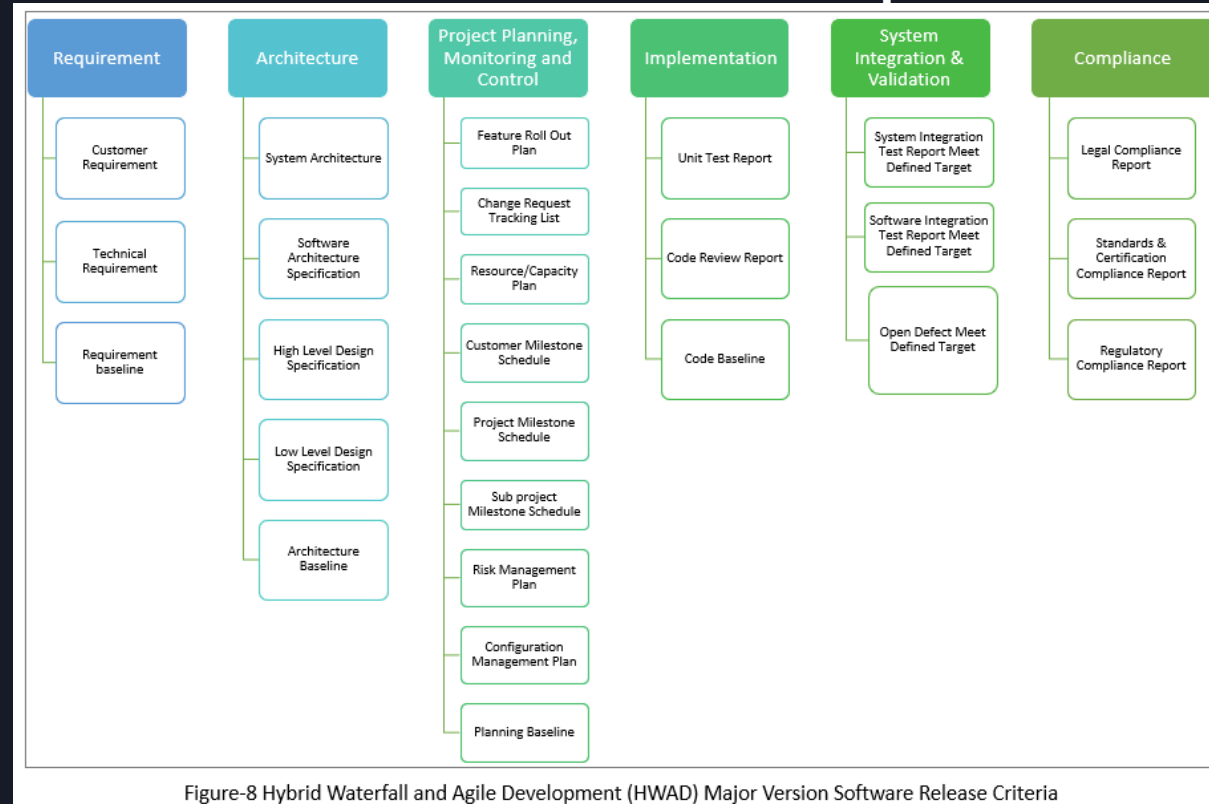 Requirement
Customer
Requirement
Technical
Requirement
Requirement
baseline
Architecture
System Architecture
Software
Architecture
Specification
High Level Design
Specification
Low Level Design
Specification
Architecture
Baseline
Project Planning,
Monitoring and
Control
Feature Roll Out
Plan
Change Request
Tracking List
Resource/Capacity
Plan
Customer Milestone
Schedule
Project Milestone
Schedule
Sub project
Milestone Schedule
Risk Management
Plan
Configuration
Management Plan
Planning Baseline
Implementation
Unit Test Report
Code Review Report
Code Baseline
System
Integration &
Validation
System Integration
Test Report Meet
Defined Target
Software Integration
Test Report Meet
Defined Target
Open Defect Meet
Defined Target
Compliance
Legal Compliance
Report
Standards &
Certification
Compliance Report
Regulatory
Compliance Report
Figure-8 Hybrid Waterfall and Agile Development (HWAD) Major Version Software Release Criteria